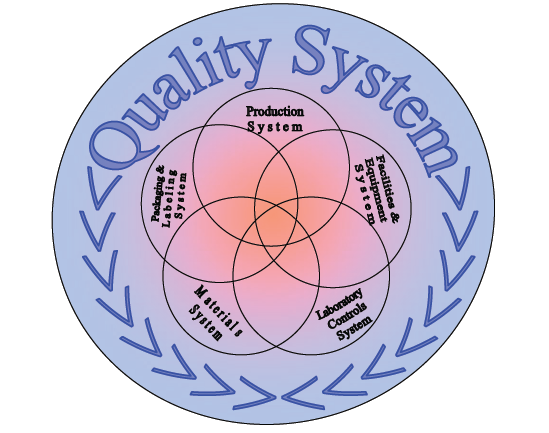 Quality System
Production
System
Facilities &
Equipment
System
Packaging &
Labeling
System
Materials
System
Laboratory
Controls
System